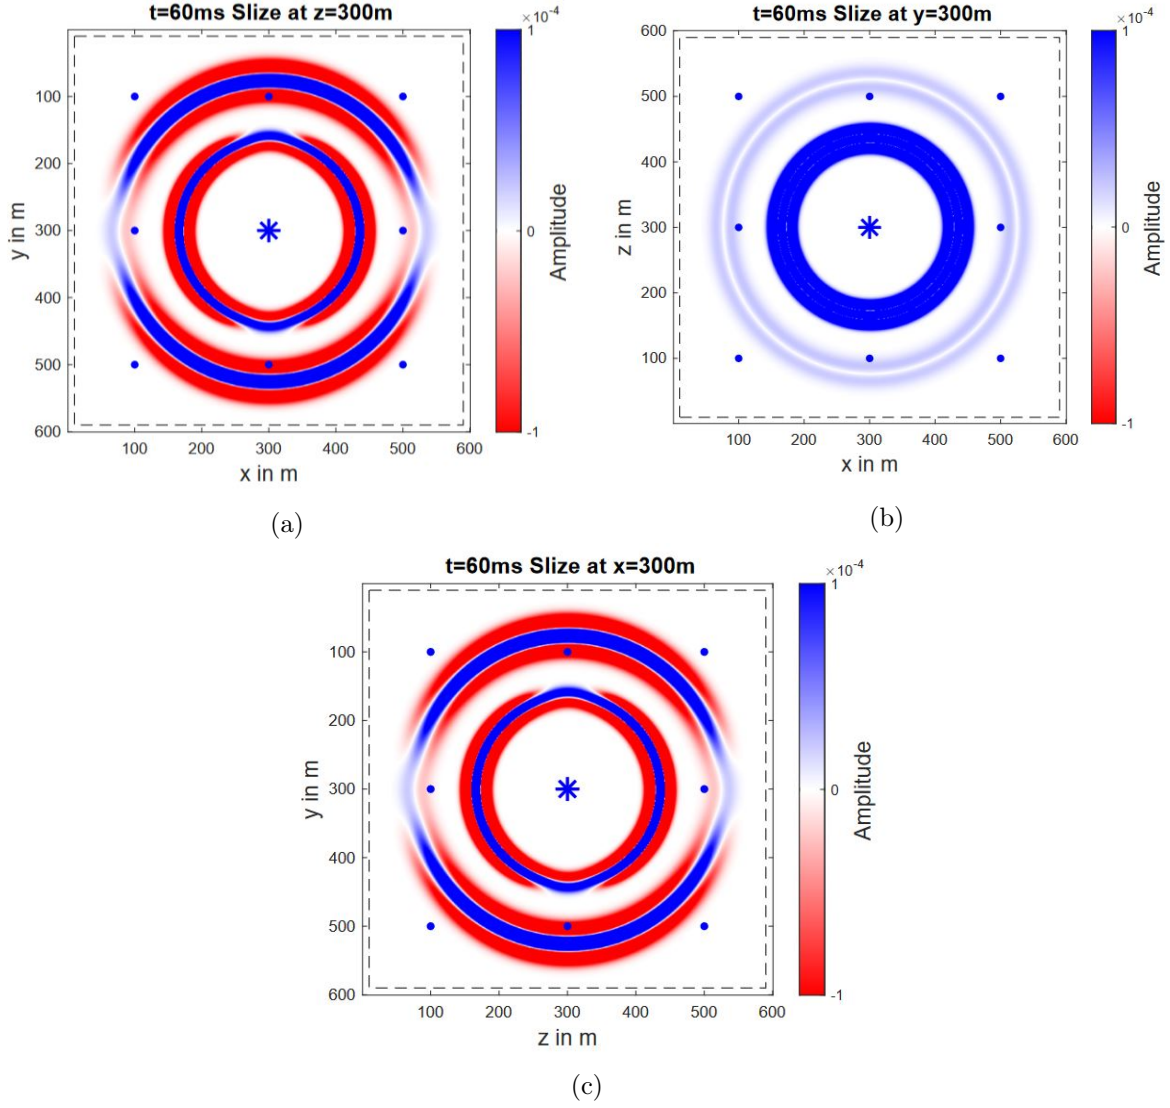 t=60ms Slize at z=300m
×10⁻⁴
1
0
-1
Amplitude
100
200
300
400
500
600
y in m
100 200 300 400 500 600
x in m
(a)
t=60ms Slize at y=300m
×10⁻⁴
1
0
-1
Amplitude
600
500
400
300
200
100
z in m
100 200 300 400 500 600
x in m
(b)
t=60ms Slize at x=300m
×10⁻⁴
1
0
-1
Amplitude
100
200
300
400
500
600
y in m
100 200 300 400 500 600
z in m
(c)